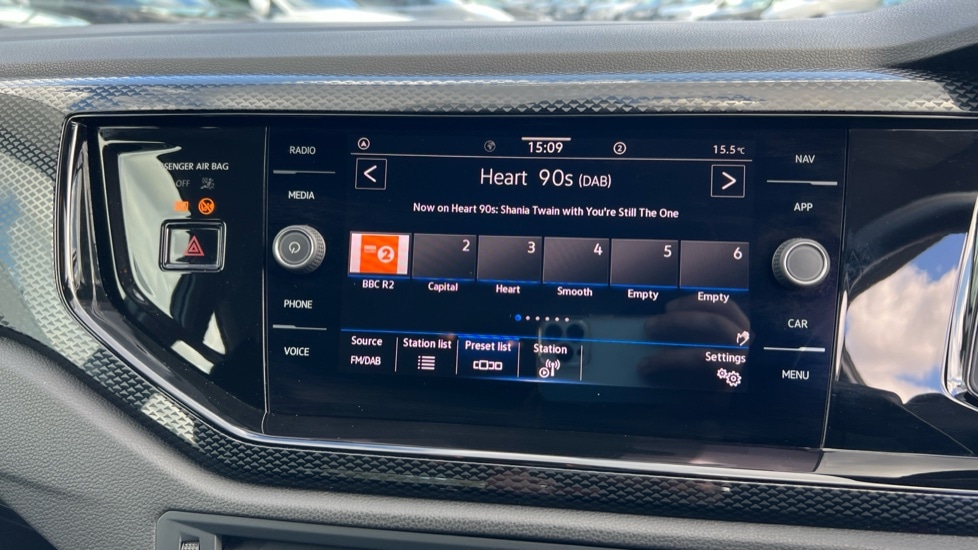 15:09
2
15.5°C
RADIO
MEDIA
PHONE
VOICE
SENGER AIR BAG
OFF
Heart 90s (DAB)
Now on Heart 90s: Shania Twain with You're Still The One
2
2
3
4
5
6
BBC R2
Capital
Heart
Smooth
Empty
Empty
Source
FM/DAB
Station list
Preset list
Station
Settings
NAV
APP
CAR
MENU